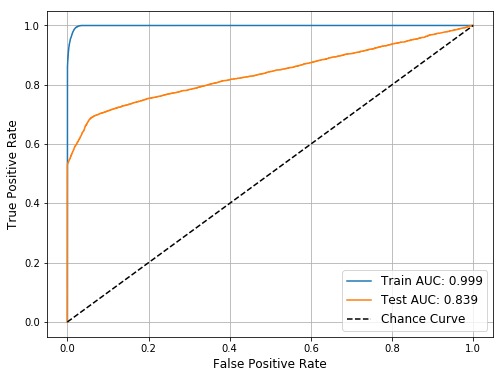 1.0
0.8
0.6
0.4
0.2
0.0
True Positive Rate
0.0 0.2 0.4 0.6 0.8 1.0
False Positive Rate
Train AUC: 0.999
Test AUC: 0.839
Chance Curve